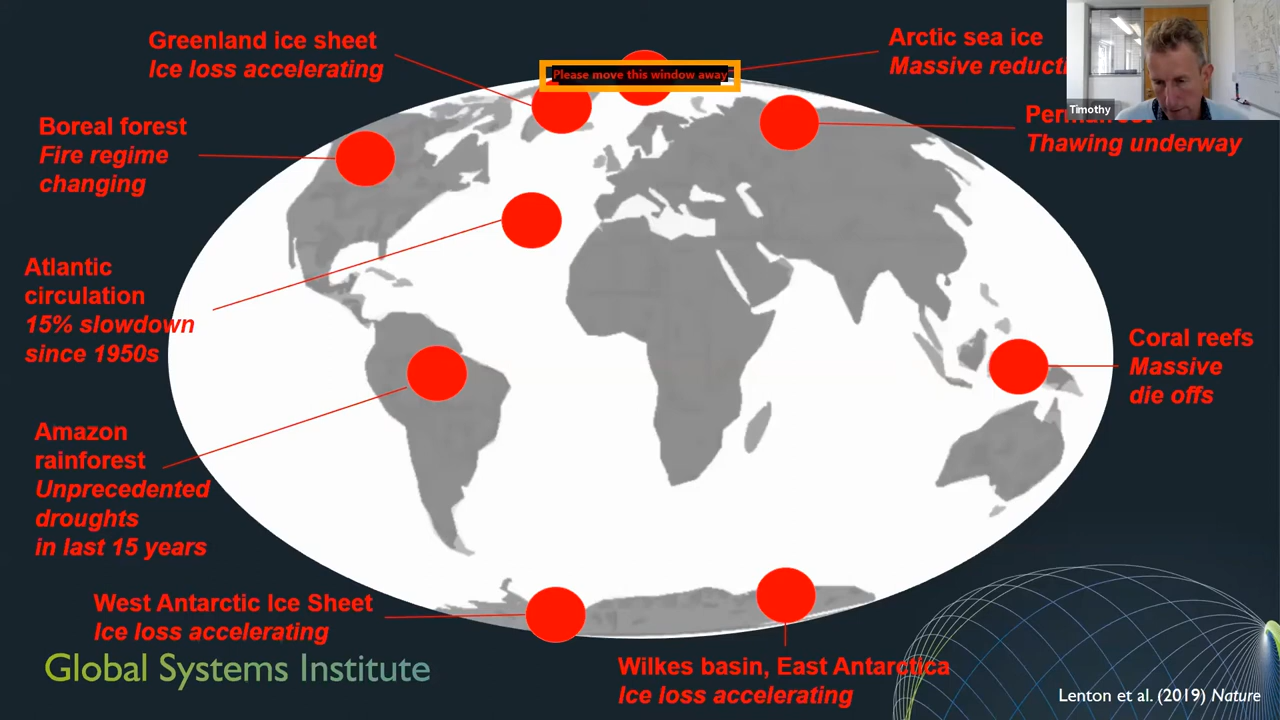 Greenland ice sheet
Ice loss accelerating
Please move this window away
Arctic sea ice
Massive
Timothy
Thawing underway
Boreal forest
Fire regime
changing
Atlantic
circulation
15% slowdown
since 1950s
Coral reefs
Massive
die offs
Amazon
rainforest
Unprecedented
droughts
in last 15 years
West Antarctic Ice Sheet
Ice loss accelerating
Global Systems Institute
Wilkes basin, East Antarctica
Ice loss accelerating
Lenton et al. (2019) Nature